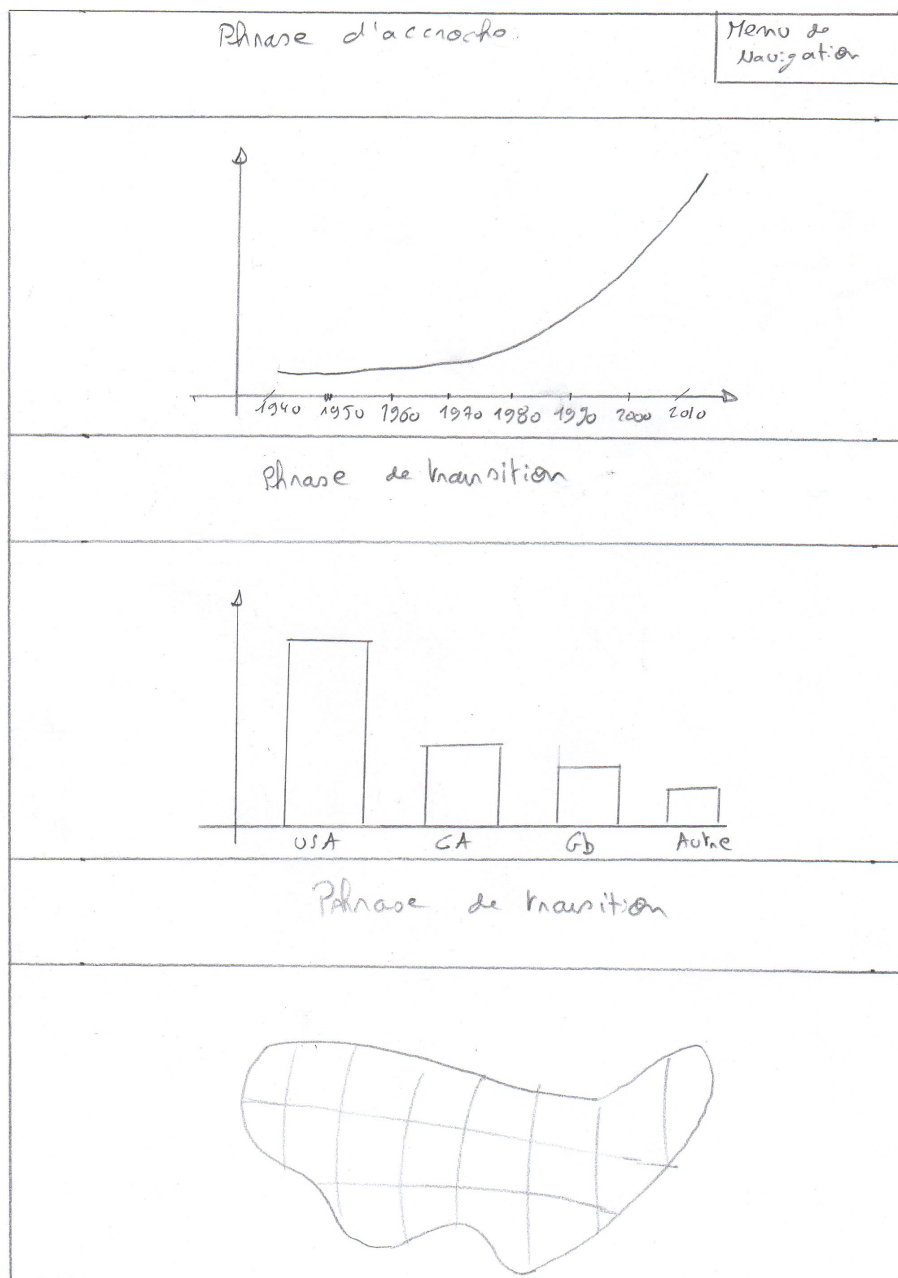 Phrase d'accroche.
Menu de
Navigation
1940 1950 1960 1970 1980 1990 2000 2010
Phrase de transition
USA CA Gb Autre
Phrase de transition